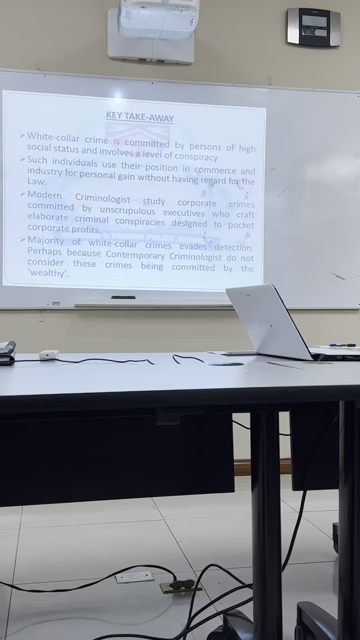 KEY TAKE-AWAY
➢White-collar crime is committed by persons of high
social status and involves a level of conspiracy.
➢Such individuals use their position in commerce and
industry for personal gain without having regard for the
Law.
➢Modern Criminologist study corporate crimes
committed by unscrupulous executives who craft
elaborate criminal conspiracies designed to pocket
corporate profits.
➢Majority of white-collar crimes evades detection.
Perhaps because Contemporary Criminologist do not
consider these crimes being committed by the
'wealthy'.